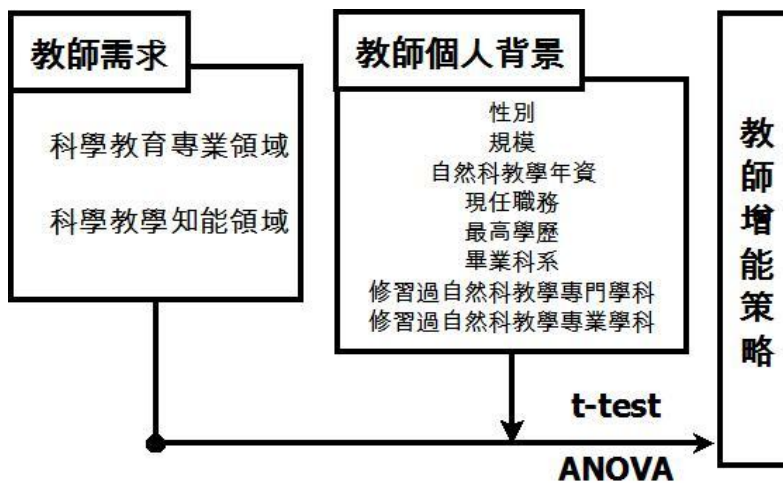 教師需求
科學教育專業領域
科學教學知能領域
教師個人背景
性別
規模
自然科教學年資
現任職務
最高學歷
畢業科系
修習過自然科教學專門學科
修習過自然科教學專業學科
t-test
ANOVA
教師增能策略